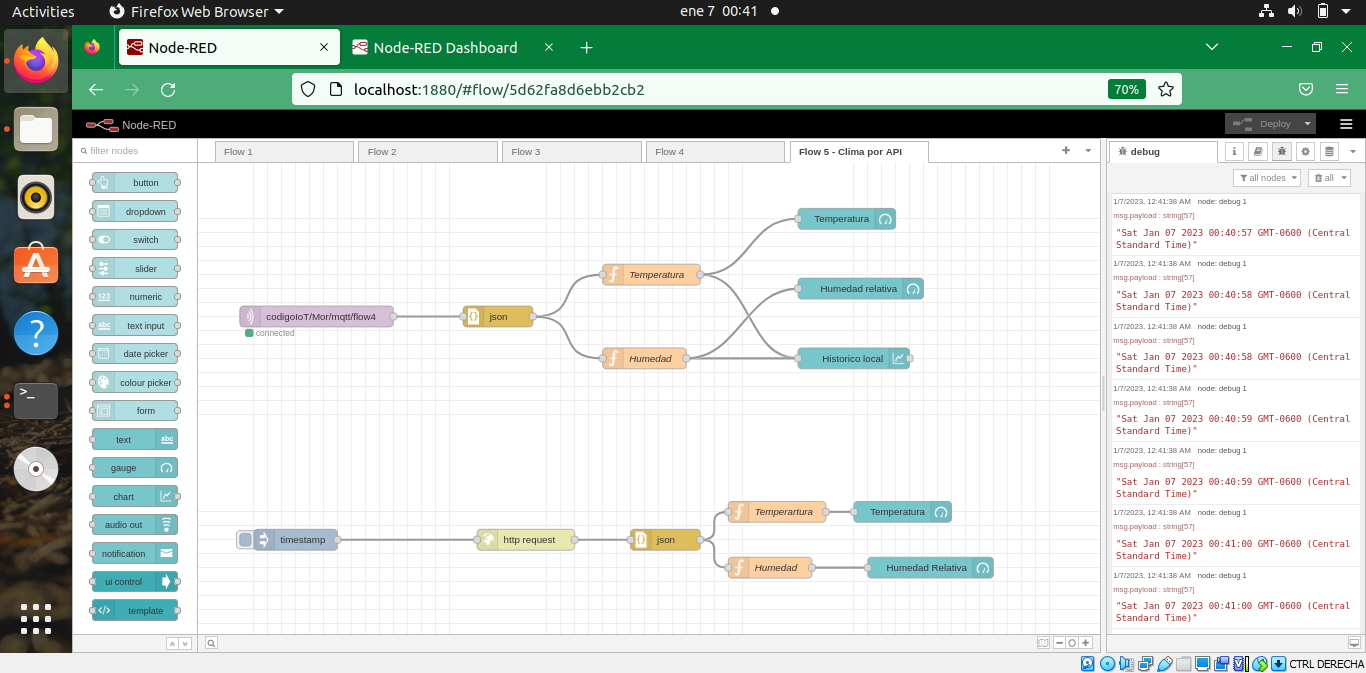 Activities
Firefox Web Browser
ene 7 00:41
Node-RED
Node-RED Dashboard
localhost:1880/#flow/5d62fa8d6ebb2cb2
70%
Node-RED
Deploy
filter nodes
Flow 1
Flow 2
Flow 3
Flow 4
Flow 5 - Clima por API
debug
all nodes
all
button
dropdown
switch
slider
123
numeric
abc
text input
date picker
colour picker
form
text
abc
gauge
chart
audio out
notification
ui control
template
codigoIoT/Mor/mqtt/flow4
connected
json
Temperatura
Humedad
Temperatura
Humedad relativa
Historico local
timestamp
http request
json
Temperartura
Temperatura
Humedad
Humedad Relativa
1/7/2023, 12:41:38 AM node: debug 1
msg.payload : string[57]
"Sat Jan 07 2023 00:40:57 GMT-0600 (Central
Standard Time)"
1/7/2023, 12:41:38 AM node: debug 1
msg.payload : string[57]
"Sat Jan 07 2023 00:40:58 GMT-0600 (Central
Standard Time)"
1/7/2023, 12:41:38 AM node: debug 1
msg.payload : string[57]
"Sat Jan 07 2023 00:40:58 GMT-0600 (Central
Standard Time)"
1/7/2023, 12:41:38 AM node: debug 1
msg.payload : string[57]
"Sat Jan 07 2023 00:40:59 GMT-0600 (Central
Standard Time)"
1/7/2023, 12:41:38 AM node: debug 1
msg.payload : string[57]
"Sat Jan 07 2023 00:40:59 GMT-0600 (Central
Standard Time)"
1/7/2023, 12:41:38 AM node: debug 1
msg.payload : string[57]
"Sat Jan 07 2023 00:41:00 GMT-0600 (Central
Standard Time)"
1/7/2023, 12:41:38 AM node: debug 1
msg.payload : string[57]
"Sat Jan 07 2023 00:41:00 GMT-0600 (Central
Standard Time)"
CTRL DERECHA